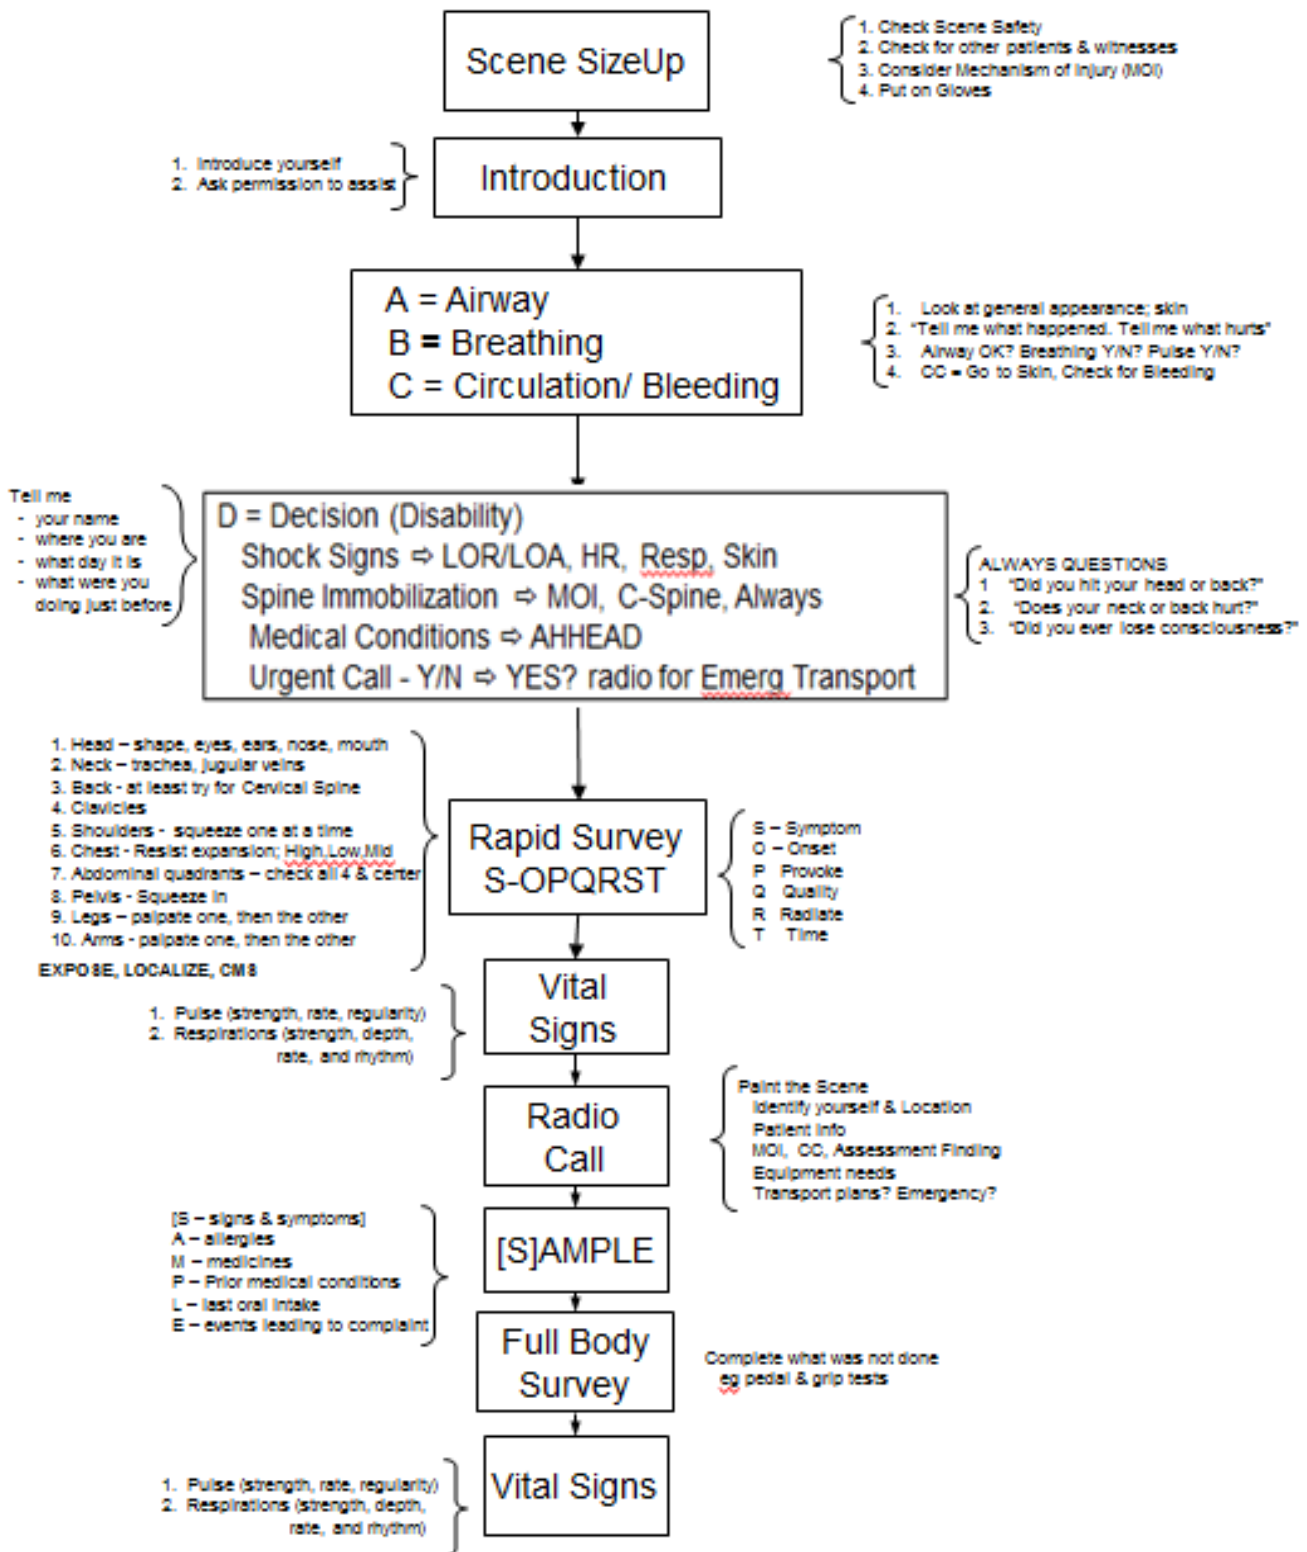 Scene SizeUp
1. Check Scene Safety
2. Check for other patients & witnesses
3. Consider Mechanism of Injury (MOI)
4. Put on Gloves
1. Introduce yourself
2. Ask permission to assist
Introduction
A = Airway
B = Breathing
C = Circulation/ Bleeding
1. Look at general appearance; skin
2. "Tell me what happened. Tell me what hurts"
3. Airway OK? Breathing Y/N? Pulse Y/N?
4. CC = Go to Skin, Check for Bleeding
Tell me
- your name
- where you are
- what day it is
- what were you
doing just before
D = Decision (Disability)
Shock Signs ⇨ LOR/LOA, HR, Resp, Skin
Spine Immobilization ⇨ MOI, C-Spine, Always
Medical Conditions ⇨ AHHEAD
Urgent Call - Y/N ⇨ YES? radio for Emerg Transport
ALWAYS QUESTIONS
1 "Did you hit your head or back?"
2. "Does your neck or back hurt?"
3. "Did you ever lose consciousness?"
1. Head – shape, eyes, ears, nose, mouth
2. Neck – trachea, jugular veins
3. Back - at least try for Cervical Spine
4. Clavicles
5. Shoulders - squeeze one at a time
6. Chest - Resist expansion; High,Low,Mid
7. Abdominal quadrants – check all 4 & center
8. Pelvis - Squeeze in
9. Legs – palpate one, then the other
10. Arms - palpate one, then the other
EXPOSE, LOCALIZE, CMS
Rapid Survey
S-OPQRST
S – Symptom
O – Onset
P Provoke
Q Quality
R Radiate
T Time
1. Pulse (strength, rate, regularity)
2. Respirations (strength, depth,
rate, and rhythm)
Vital
Signs
Radio
Call
Paint the Scene
Identify yourself & Location
Patient Info
MOI, CC, Assessment Finding
Equipment needs
Transport plans? Emergency?
[S – signs & symptoms]
A – allergies
M – medicines
P – Prior medical conditions
L – last oral intake
E – events leading to complaint
[S]AMPLE
Full Body
Survey
Complete what was not done
eg pedal & grip tests
1. Pulse (strength, rate, regularity)
2. Respirations (strength, depth,
rate, and rhythm)
Vital Signs